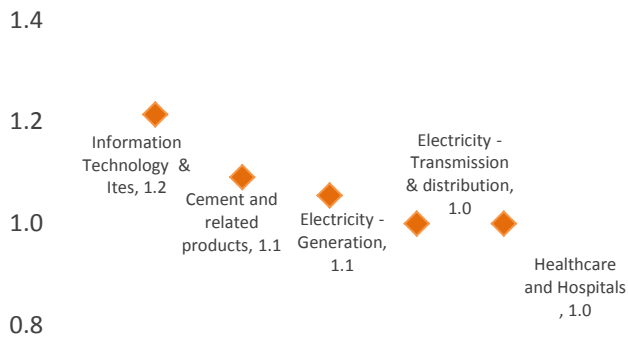 1.4
1.2
1.0
0.8
Information
Technology &
Ites, 1.2
Cement and
related
products, 1.1
Electricity -
Generation,
1.1
Electricity -
Transmission
& distribution,
1.0
Healthcare
and Hospitals
, 1.0